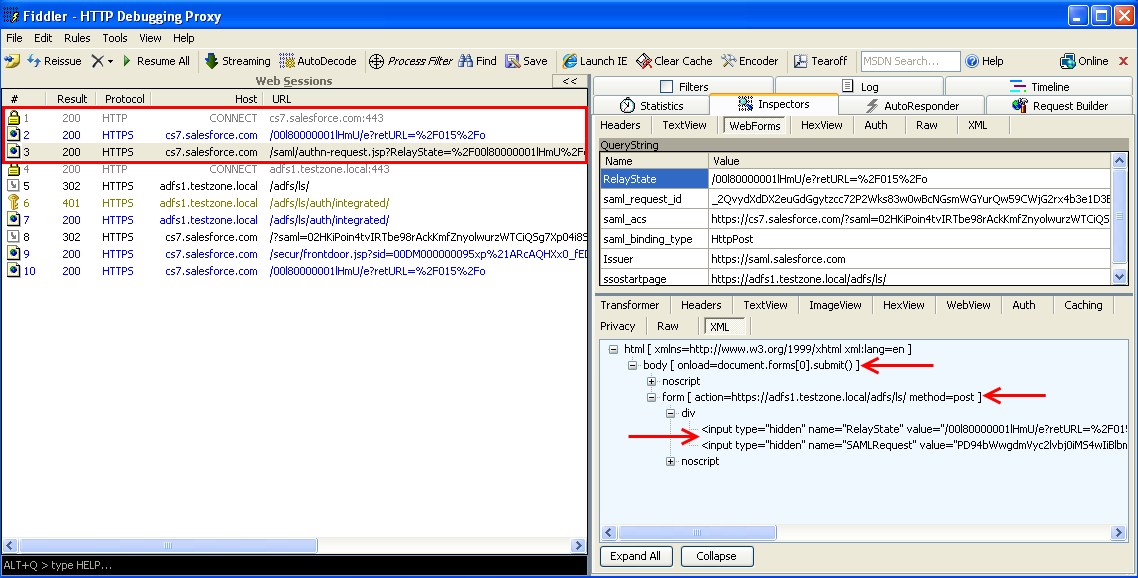 Fiddler - HTTP Debugging Proxy
File Edit Rules Tools View Help
Reissue X Resume All Streaming AutoDecode Process Filter Find Save Launch IE Clear Cache Encoder Tearoff MSDN Search... Help Online
Web Sessions <<
# Result Protocol Host URL
1 200 HTTP CONNECT cs7.salesforce.com:443
2 200 HTTPS cs7.salesforce.com /00l80000001lHmU/e?retURL=%2F015%2Fo
3 200 HTTPS cs7.salesforce.com /saml/authn-request.jsp?RelayState=%2F00l80000001lHmU%2Fe
4 200 HTTP CONNECT adfs1.testzone.local:443
5 302 HTTPS adfs1.testzone.local /adfs/ls/
6 401 HTTPS adfs1.testzone.local /adfs/ls/auth/integrated/
7 200 HTTPS adfs1.testzone.local /adfs/ls/auth/integrated/
8 302 HTTPS cs7.salesforce.com /?saml=02HKiPoin4tvIRTbe98rAckKmfZnyolwurzWTCiQSg7Xp04i8S
9 200 HTTPS cs7.salesforce.com /secur/frontdoor.jsp?sid=00DM000000095xp%21ARcAQHXx0_fED
10 200 HTTPS cs7.salesforce.com /00l80000001lHmU/e?retURL=%2F015%2Fo
ALT+Q > type HELP...
Filters Log Timeline
Statistics Inspectors AutoResponder Request Builder
Headers TextView WebForms HexView Auth Raw XML
QueryString
Name Value
RelayState /00l80000001lHmU/e?retURL=%2F015%2Fo
saml_request_id _2QvydXdDX2euGdGgytzcc72P2Wks83w0wBcNGsmWGYurQw59CWjG2rx4b3e1D3E
saml_acs https://cs7.salesforce.com/?saml=02HKiPoin4tvIRTbe98rAckKmfZnyolwurzWTCiQS
saml_binding_type HttpPost
Issuer https://saml.salesforce.com
ssostartpage https://adfs1.testzone.local/adfs/ls/
Transformer Headers TextView ImageView HexView WebView Auth Caching
Privacy Raw XML
html [ xmlns=http://www.w3.org/1999/xhtml xml:lang=en ]
body [ onload=document.forms[0].submit() ]
noscript
form [ action=https://adfs1.testzone.local/adfs/ls/ method=post ]
div
<input type="hidden" name="RelayState" value="/00l80000001lHmU/e?retURL=%2F015
<input type="hidden" name="SAMLRequest" value="PD94bWwgdmVyc2lvbj0iMS4wIiBlbm
noscript
Expand All Collapse